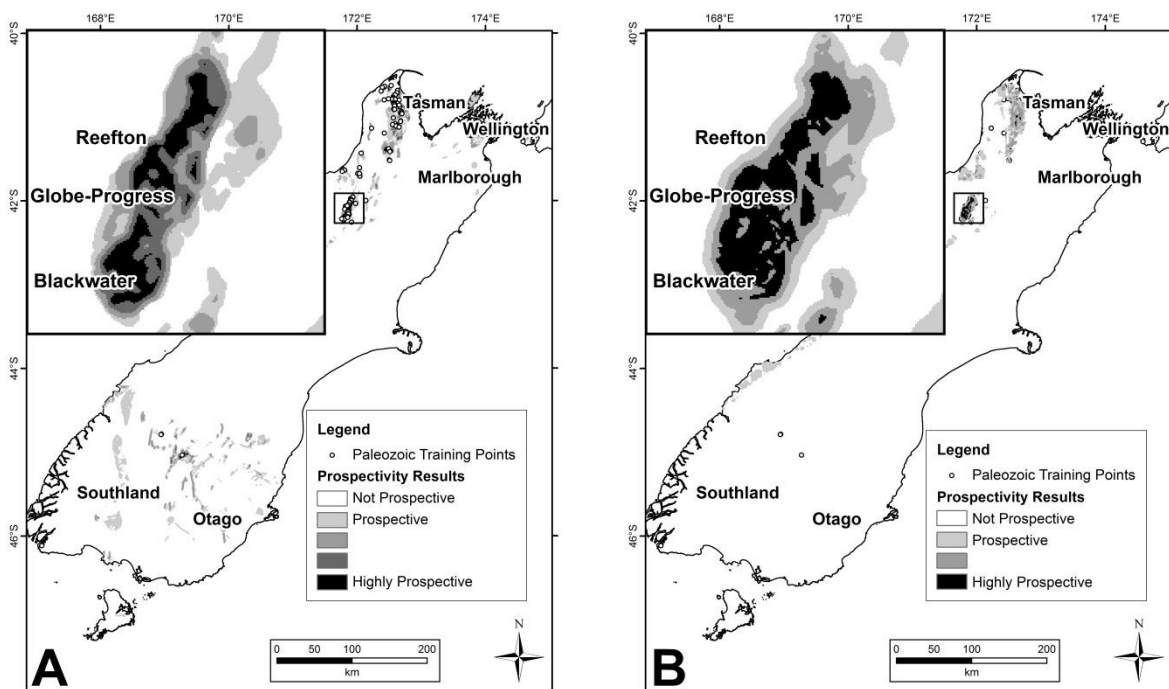 168°E 170°E 172°E 174°E
40°S
42°S
44°S
46°S
Reefton
Globe-Progress
Blackwater
Tasman
Wellington
Marlborough
Southland
Otago
Legend
Paleozoic Training Points
Prospectivity Results
Not Prospective
Prospective
Highly Prospective
0 50 100 200
km
N
A
168°E 170°E 172°E 174°E
40°S
42°S
44°S
46°S
Reefton
Globe-Progress
Blackwater
Tasman
Wellington
Marlborough
Southland
Otago
Legend
Paleozoic Training Points
Prospectivity Results
Not Prospective
Prospective
Highly Prospective
0 50 100 200
km
N
B